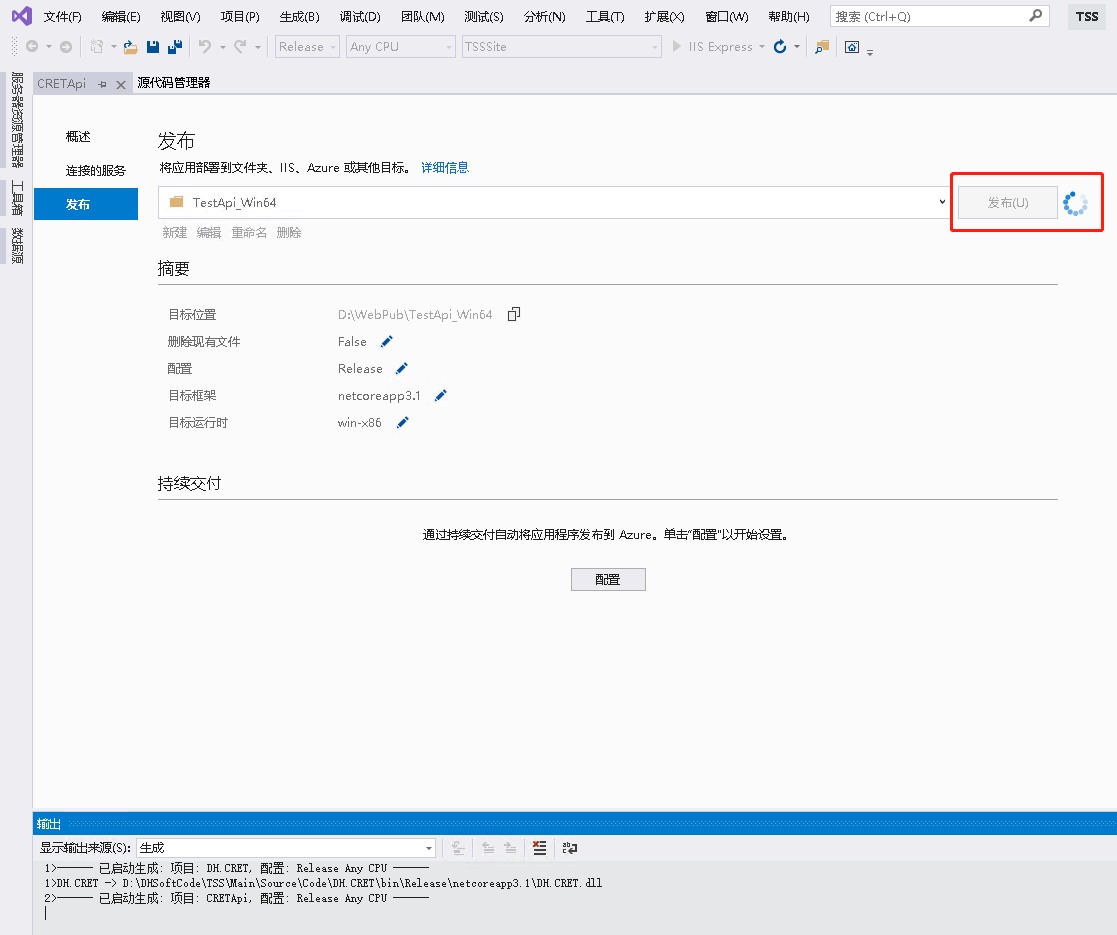 文件(F) 编辑(E) 视图(V) 项目(P) 生成(B) 调试(D) 团队(M) 测试(S) 分析(N) 工具(T) 扩展(X) 窗口(W) 帮助(H) 搜索 (Ctrl+Q) TSS
Release Any CPU TSSSite IIS Express
服务器资源管理器
工具箱
数据源
CRETApi 源代码管理器
概述
连接的服务
发布
发布
将应用部署到文件夹、IIS、Azure 或其他目标。 详细信息
TestApi_Win64 发布(U)
新建 编辑 重命名 删除
摘要
目标位置 D:\WebPub\TestApi_Win64
删除现有文件 False
配置 Release
目标框架 netcoreapp3.1
目标运行时 win-x86
持续交付
通过持续交付自动将应用程序发布到 Azure。单击"配置"以开始设置。
配置
输出
显示输出来源(S): 生成
1>------ 已启动生成: 项目: DH.CRET, 配置: Release Any CPU ------
1>DH.CRET -> D:\DHSoftCode\TSS\Main\Source\Code\DH.CRET\bin\Release\netcoreapp3.1\DH.CRET.dll
2>------ 已启动生成: 项目: CRETApi, 配置: Release Any CPU ------